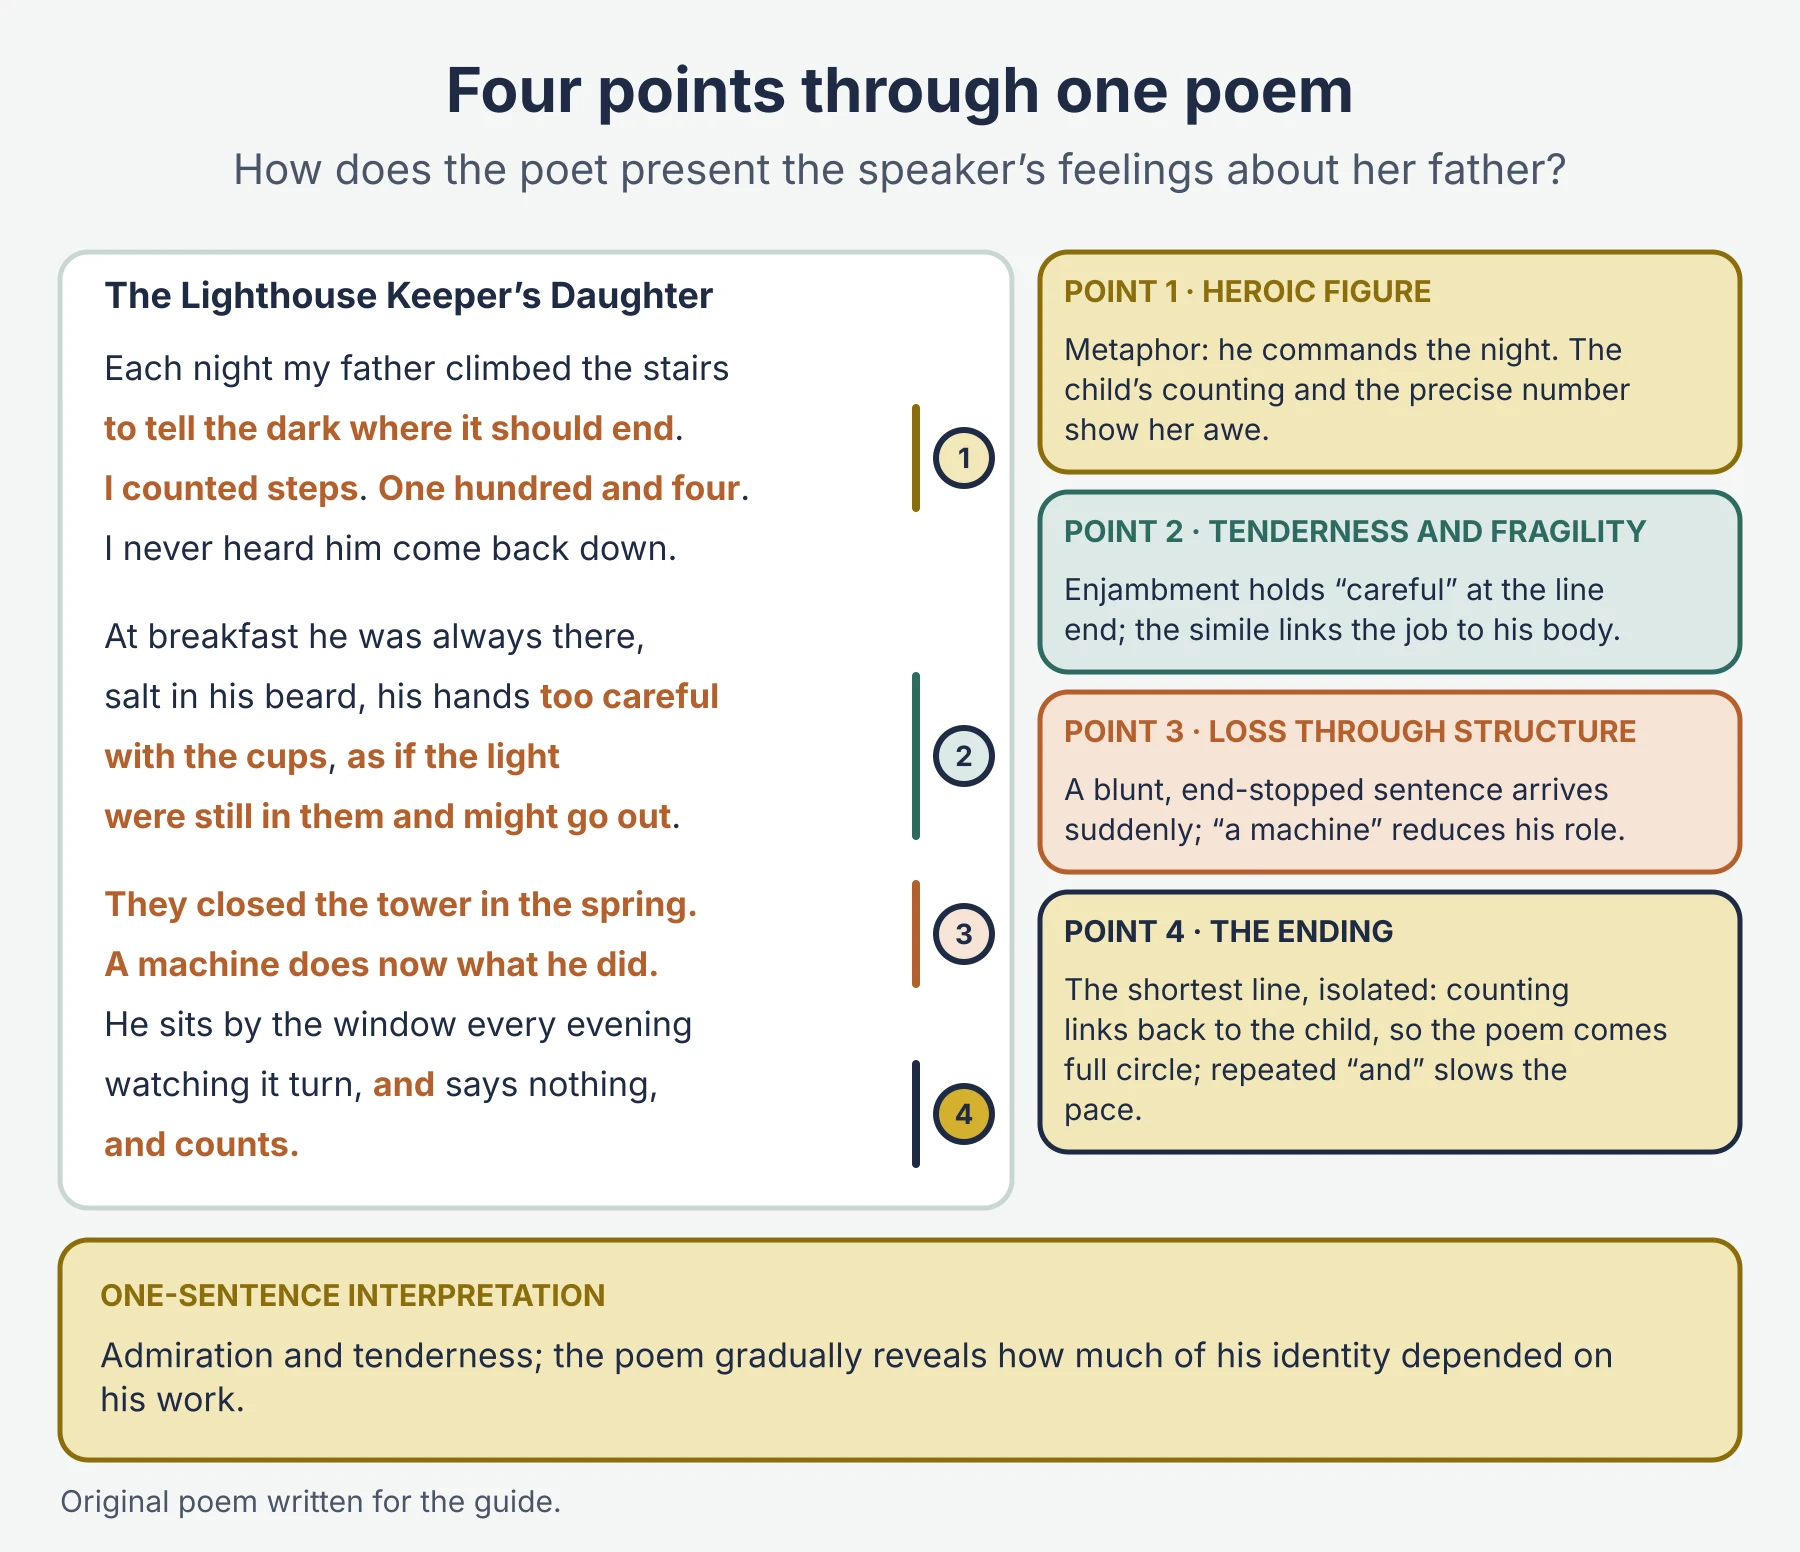 Four points through one poem
How does the poet present the speaker’s feelings about her father?
The Lighthouse Keeper’s Daughter
Each night my father climbed the stairs
to tell the dark where it should end.
I counted steps. One hundred and four.
I never heard him come back down.
At breakfast he was always there,
salt in his beard, his hands too careful
with the cups, as if the light
were still in them and might go out.
They closed the tower in the spring.
A machine does now what he did.
He sits by the window every evening
watching it turn, and says nothing,
and counts.
1
2
3
4
POINT 1 · HEROIC FIGURE
Metaphor: he commands the night. The
child’s counting and the precise number
show her awe.
POINT 2 · TENDERNESS AND FRAGILITY
Enjambment holds “careful” at the line
end; the simile links the job to his body.
POINT 3 · LOSS THROUGH STRUCTURE
A blunt, end-stopped sentence arrives
suddenly; “a machine” reduces his role.
POINT 4 · THE ENDING
The shortest line, isolated: counting
links back to the child, so the poem comes
full circle; repeated “and” slows the
pace.
ONE-SENTENCE INTERPRETATION
Admiration and tenderness; the poem gradually reveals how much of his identity depended on
his work.
Original poem written for the guide.